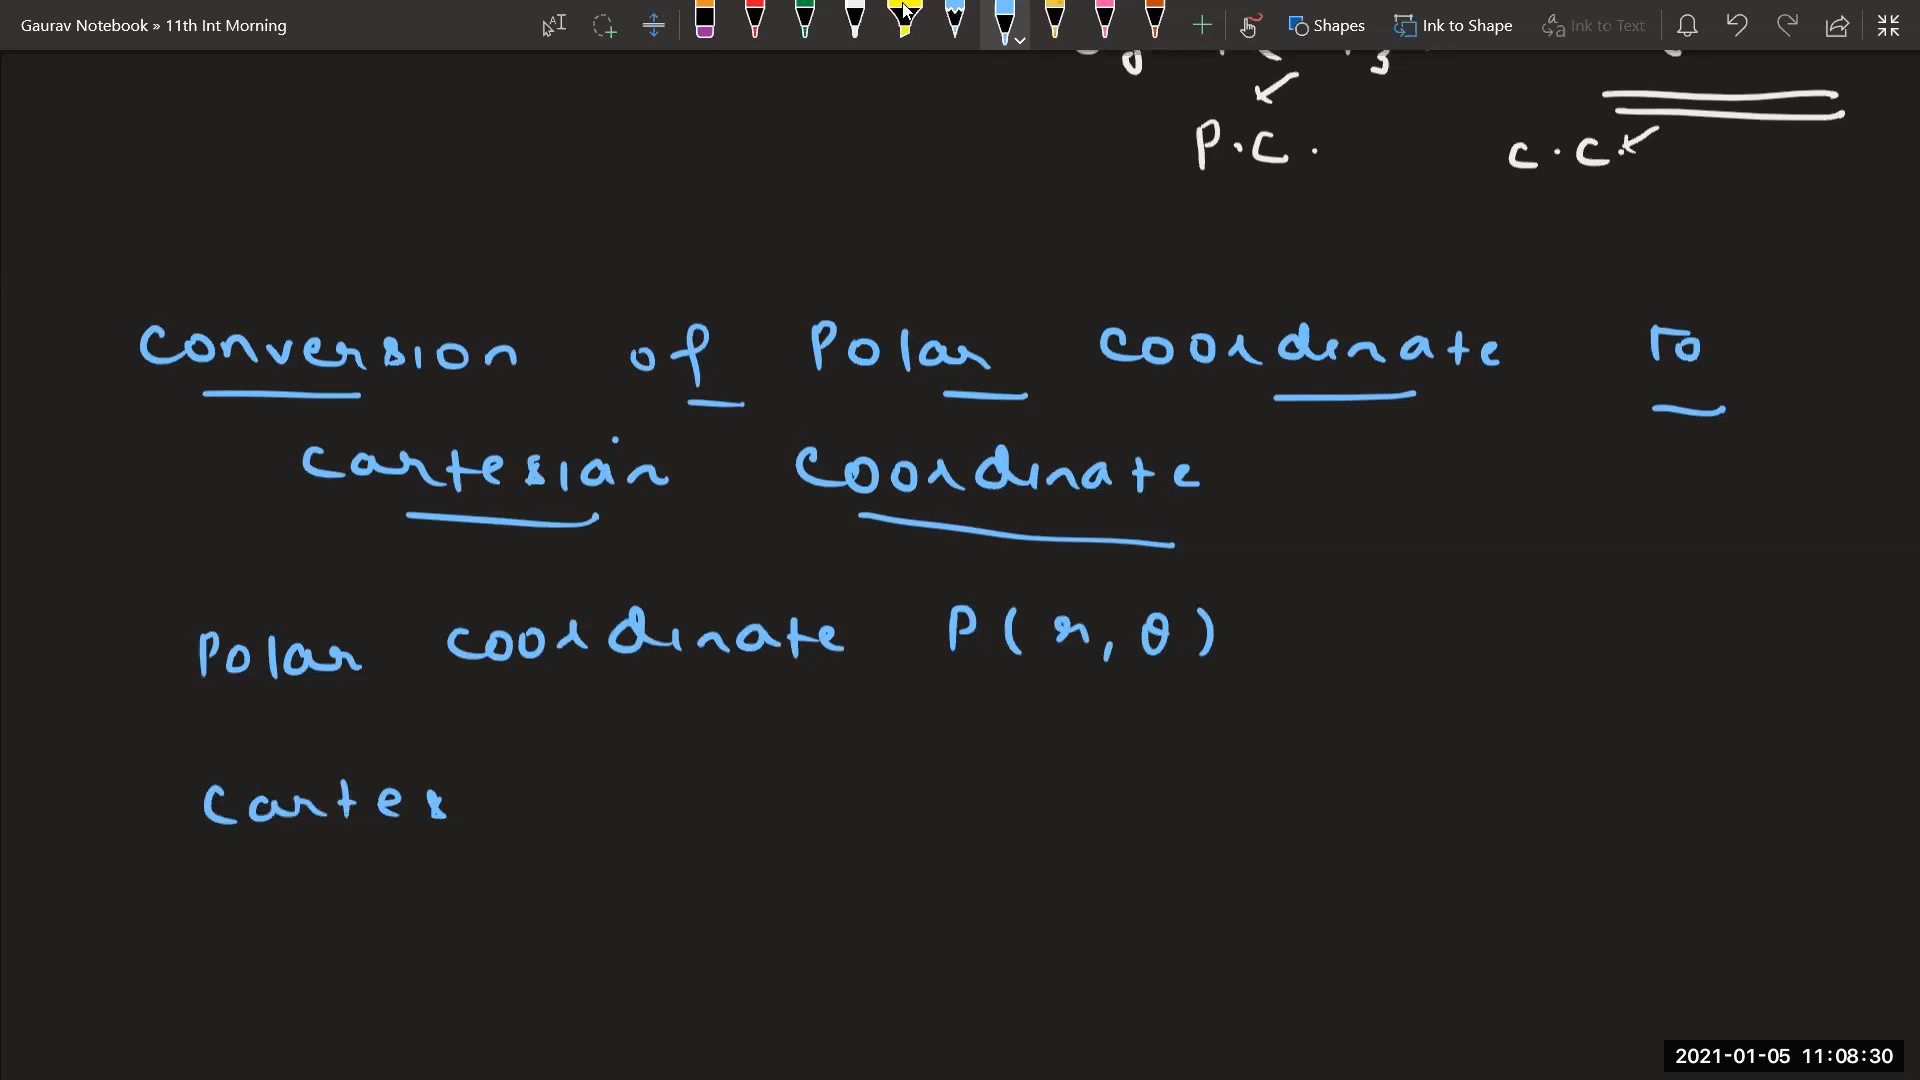 Gaurav Notebook » 11th Int Morning
Shapes
Ink to Shape
Ink to Text
P.C.
C.C.
Conversion of Polar Coordinate To
Cartesian Coordinate
Polar Coordinate P(r, θ)
Cartes
2021-01-05 11:08:30